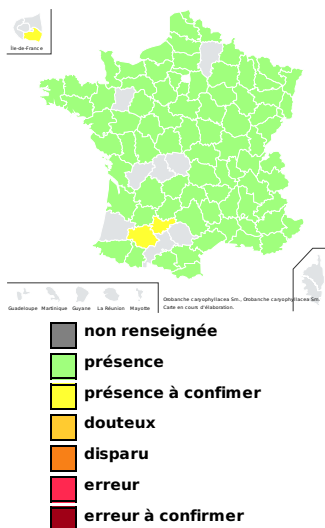 Île-de-France
Guadeloupe Martinique Guyane La Réunion Mayotte
Orobanche caryophyllacea Sm., Orobanche caryophyllacea Sm.
Carte en cours d'élaboration.
non renseignée
présence
présence à confimer
douteux
disparu
erreur
erreur à confirmer